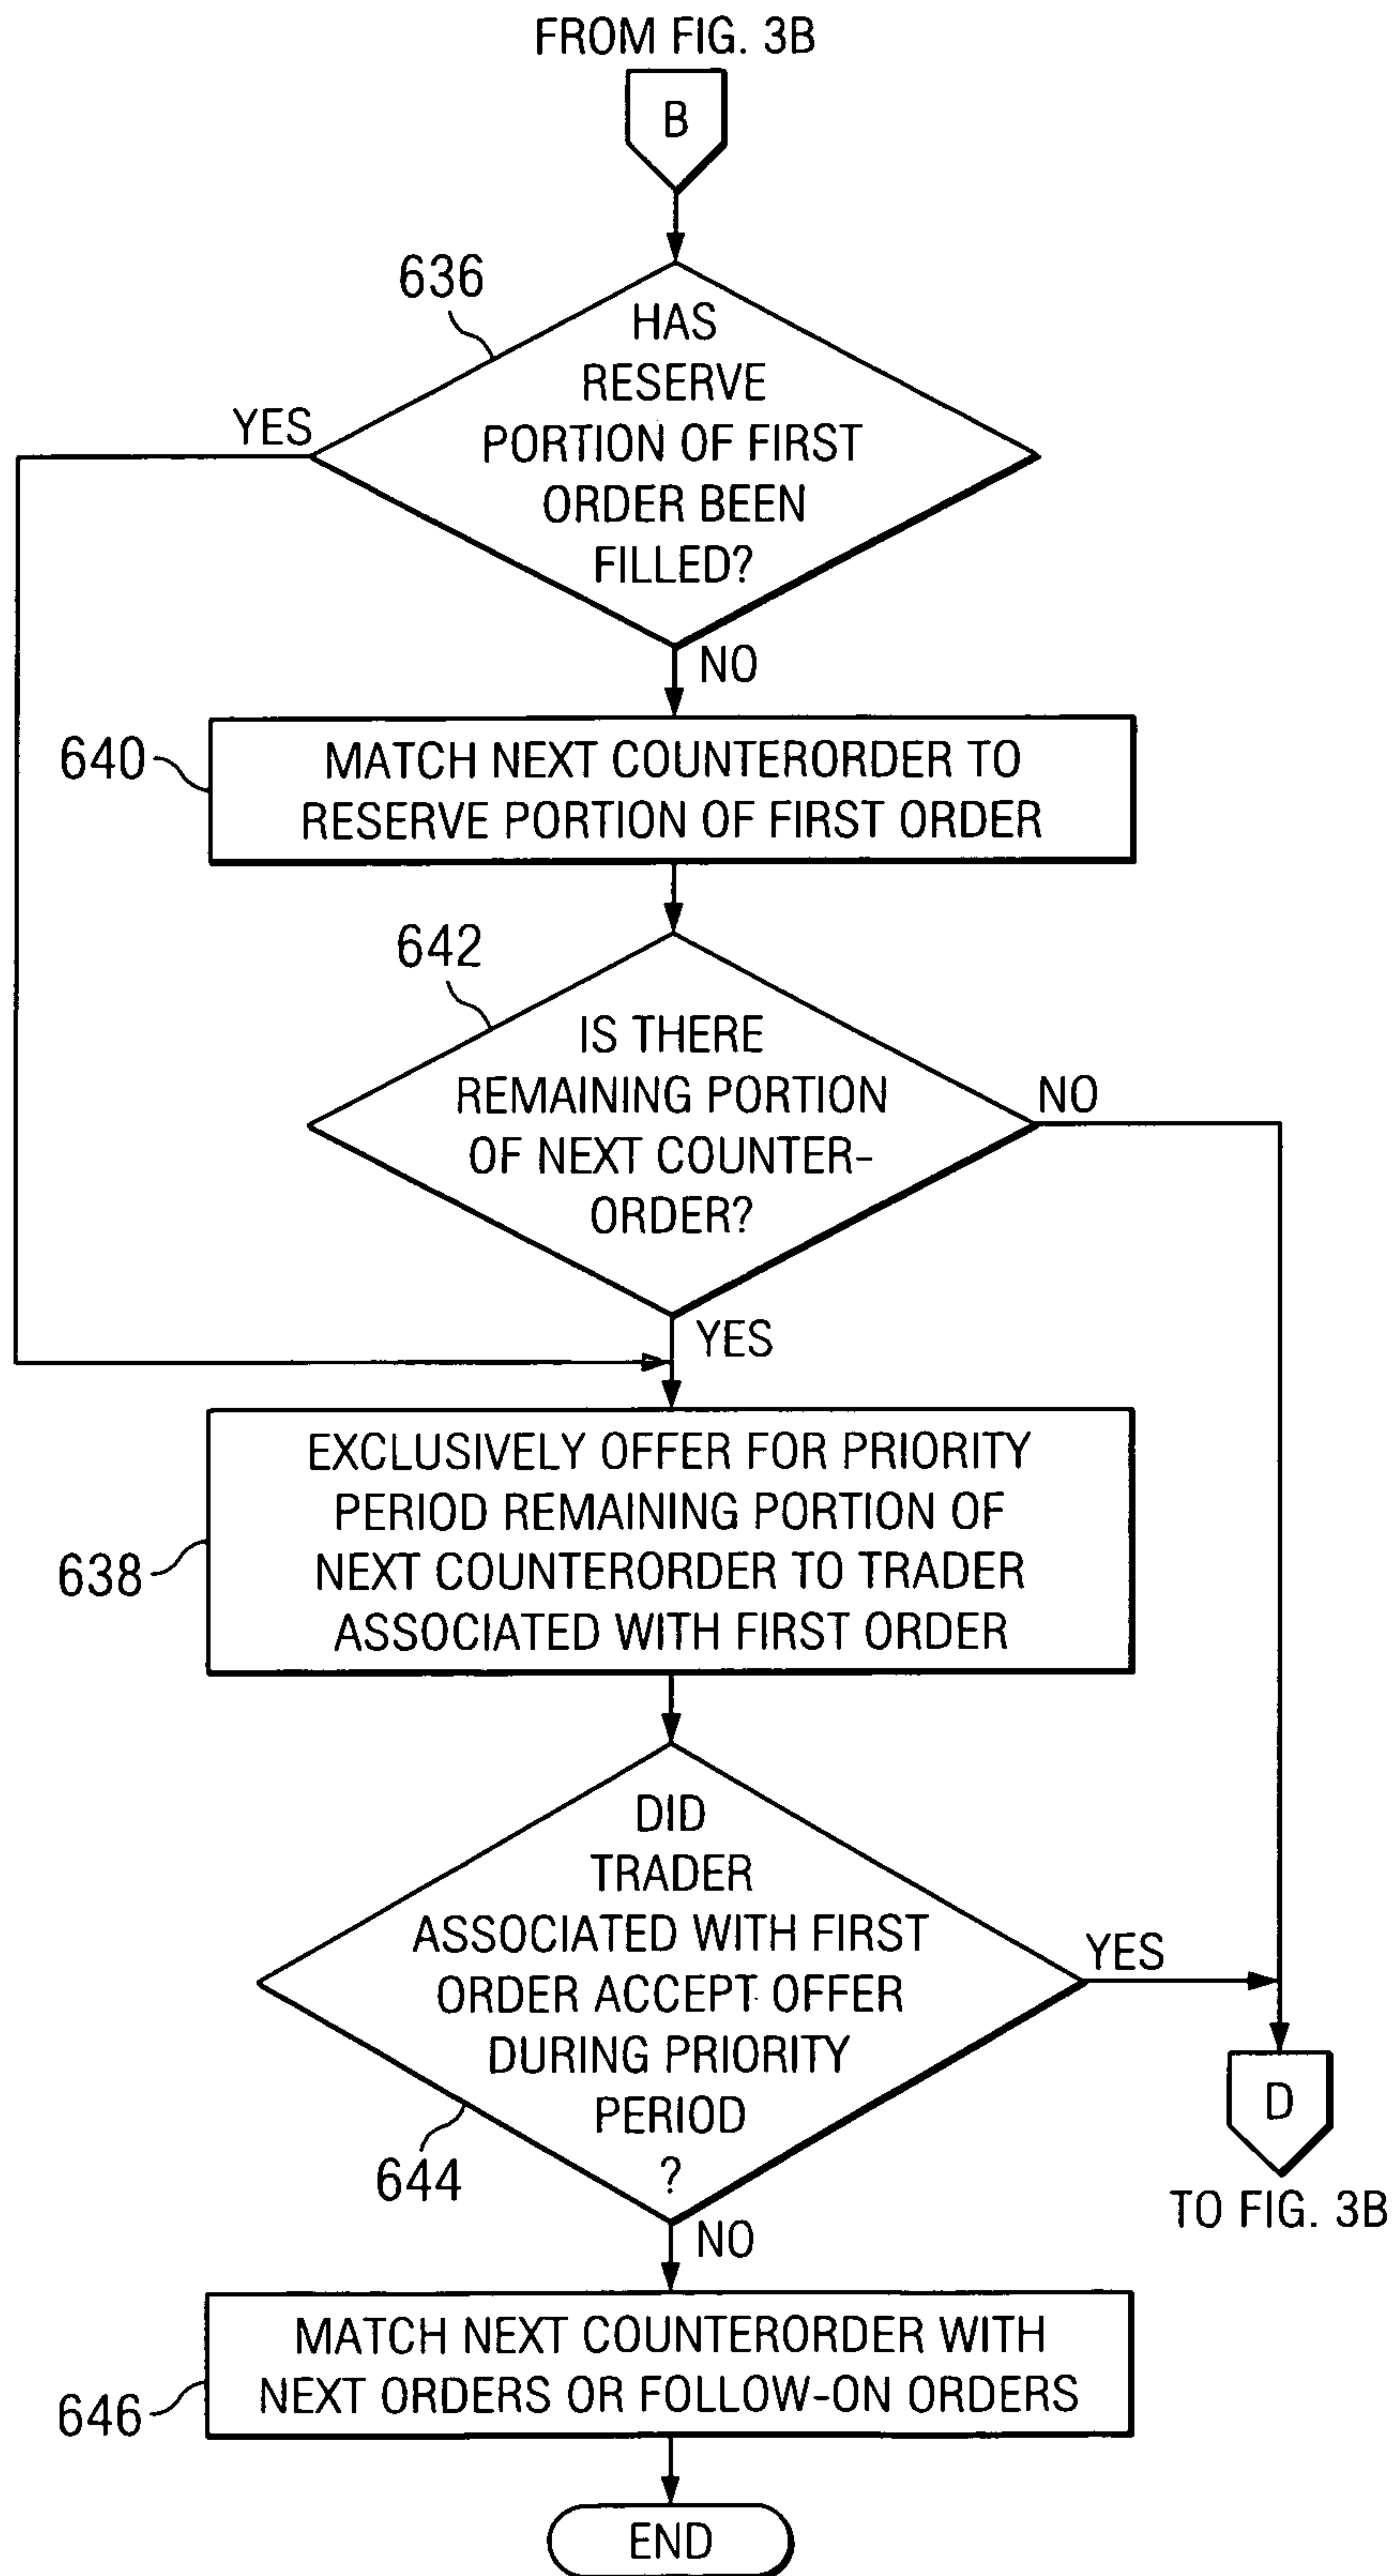 FROM FIG. 3B
B
636
HAS
RESERVE
PORTION OF FIRST
ORDER BEEN
FILLED?
YES
NO
640
MATCH NEXT COUNTERORDER TO
RESERVE PORTION OF FIRST ORDER
642
IS THERE
REMAINING PORTION
OF NEXT COUNTER-
ORDER?
NO
YES
638
EXCLUSIVELY OFFER FOR PRIORITY
PERIOD REMAINING PORTION OF
NEXT COUNTERORDER TO TRADER
ASSOCIATED WITH FIRST ORDER
DID
TRADER
ASSOCIATED WITH FIRST
ORDER ACCEPT OFFER
DURING PRIORITY
PERIOD
?
YES
644
D
TO FIG. 3B
NO
646
MATCH NEXT COUNTERORDER WITH
NEXT ORDERS OR FOLLOW-ON ORDERS
END